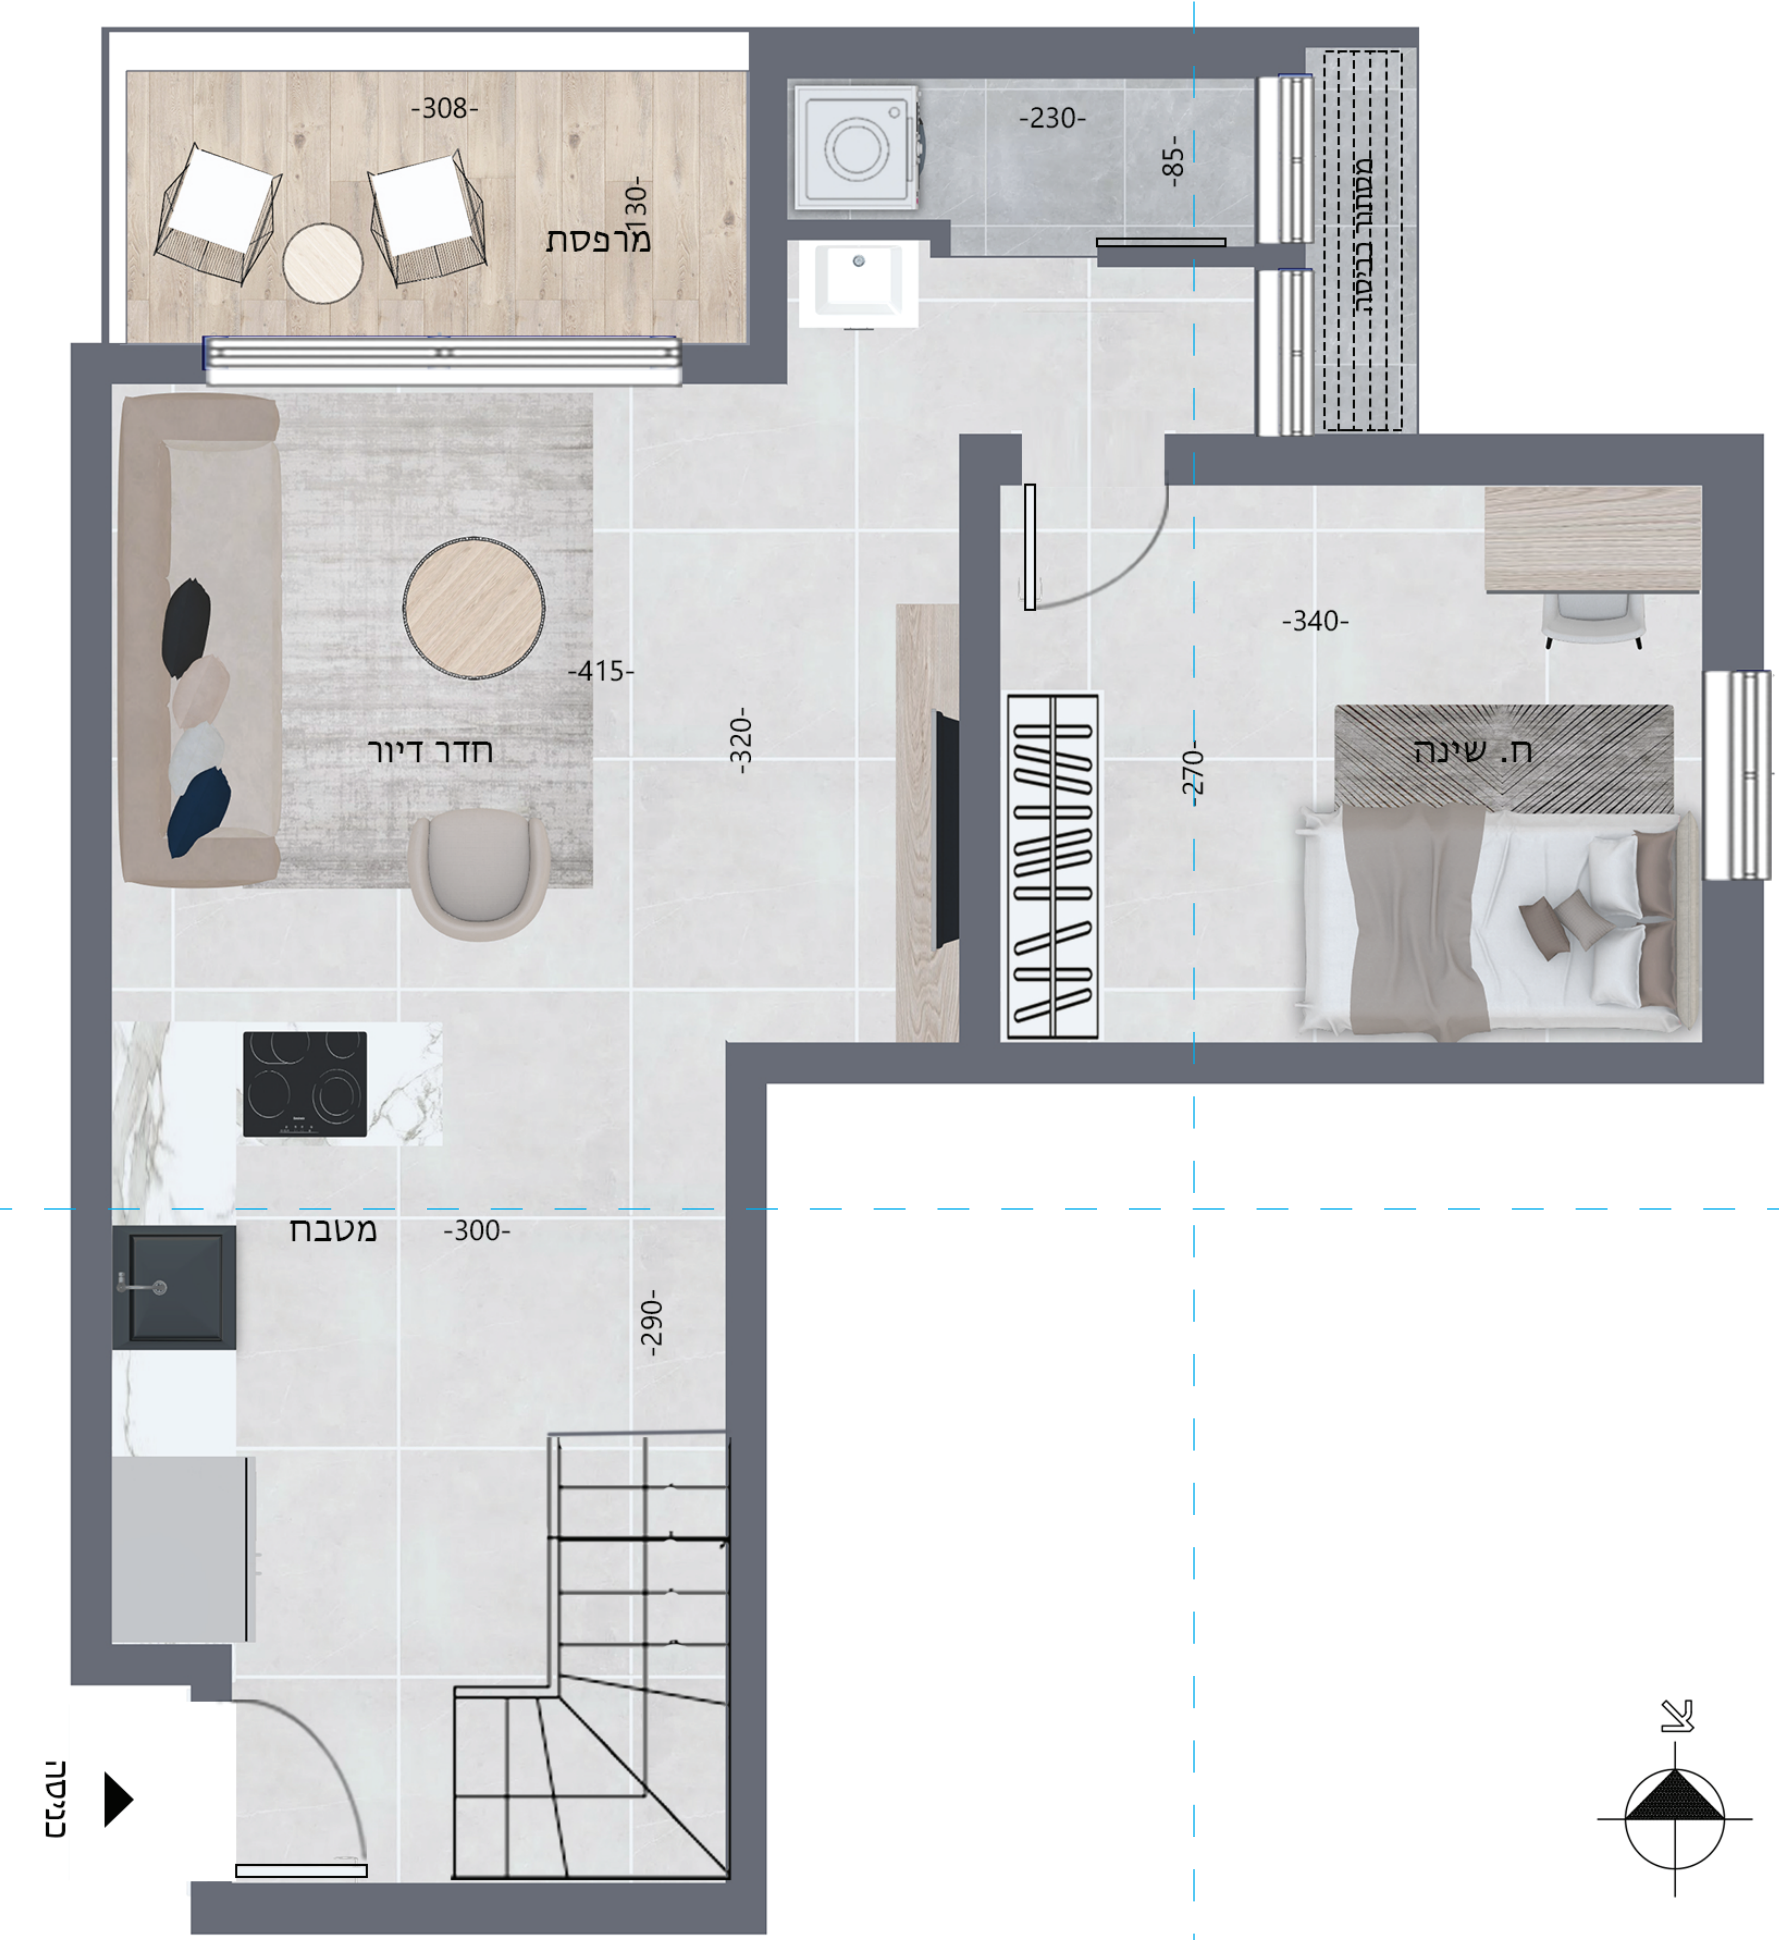 -308-
-130-
מרפסת
-230-
-85-
מסתור כביסה
-415-
-320-
חדר דיור
-340-
-270-
ח. שינה
מטבח
-300-
-290-
כניסה